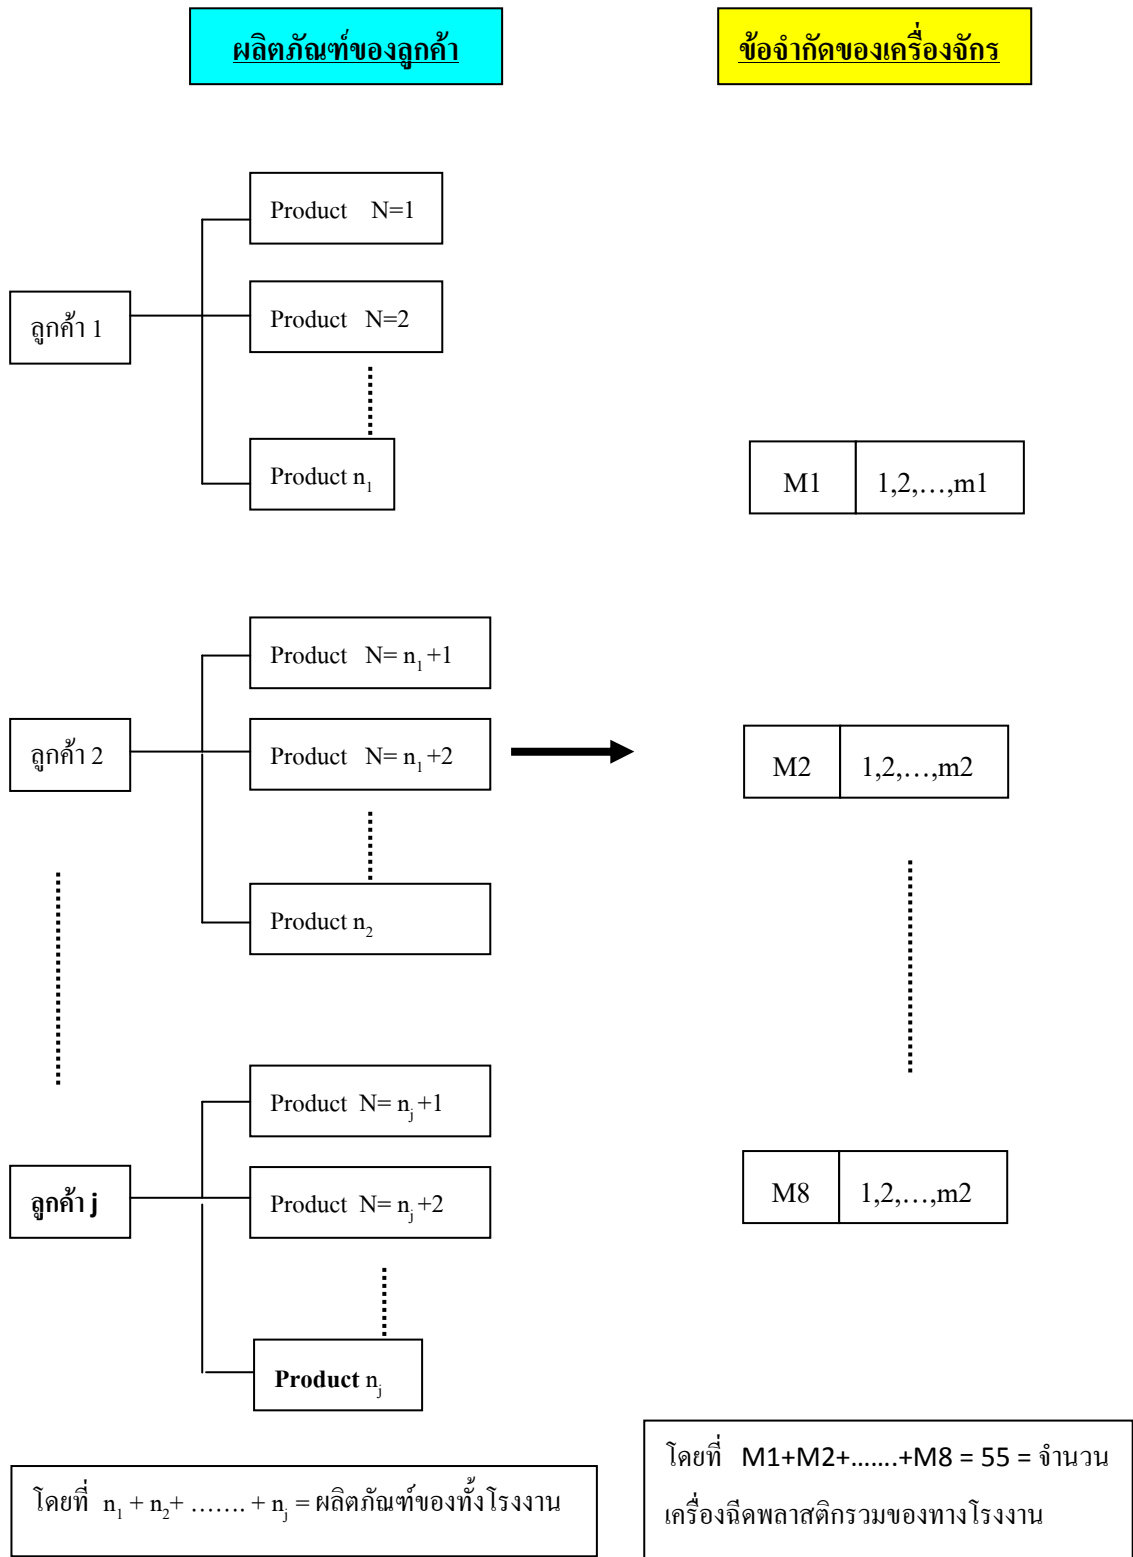 ผลิตภัณฑ์ของลูกค้า
ข้อจำกัดของเครื่องจักร
Product N=1
ลูกค้า 1
Product N=2
Product n₁
M1 1,2,…,m1
Product N= n₁+1
ลูกค้า 2
Product N= n₁+2
M2 1,2,…,m2
Product n₂
Product N= nⱼ+1
ลูกค้า j
Product N= nⱼ+2
M8 1,2,…,m2
Product nⱼ
โดยที่ n₁ + n₂+ ……. + nⱼ = ผลิตภัณฑ์ของทั้งโรงงาน
โดยที่ M1+M2+…….+M8 = 55 = จำนวน
เครื่องฉีดพลาสติกรวมของทางโรงงาน